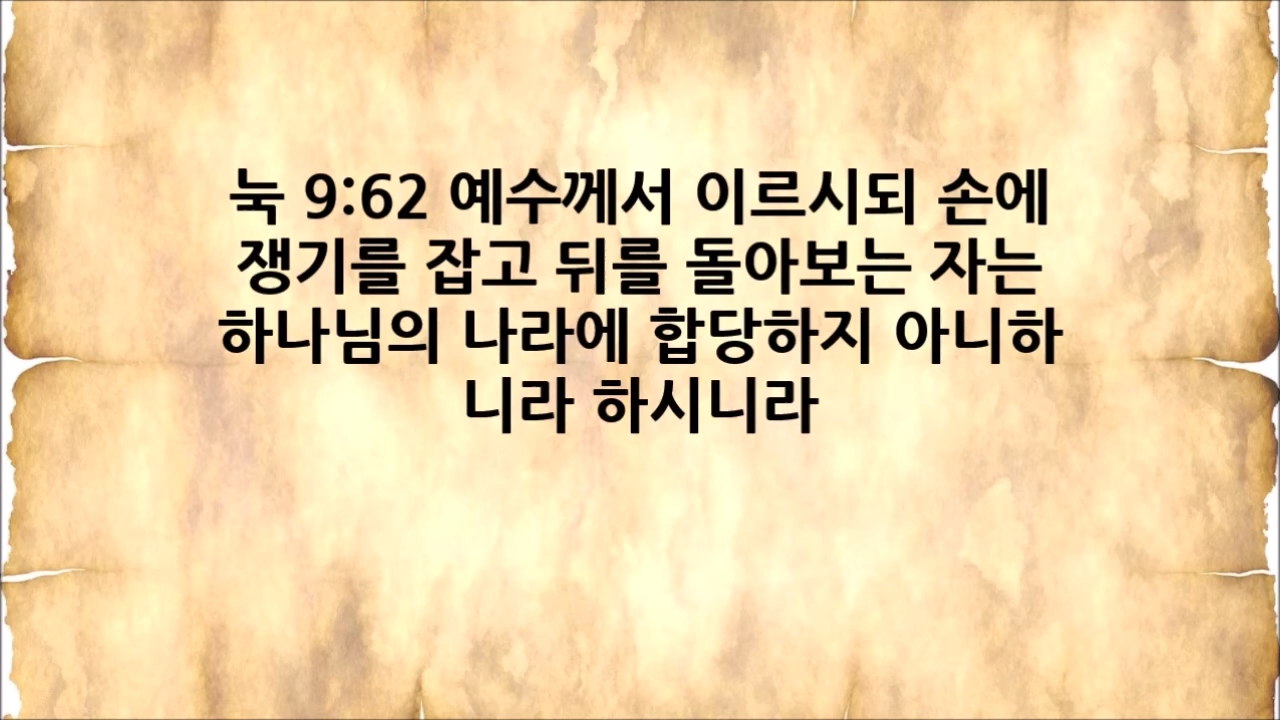 눅 9:62 예수께서 이르시되 손에
쟁기를 잡고 뒤를 돌아보는 자는
하나님의 나라에 합당하지 아니하
니라 하시니라